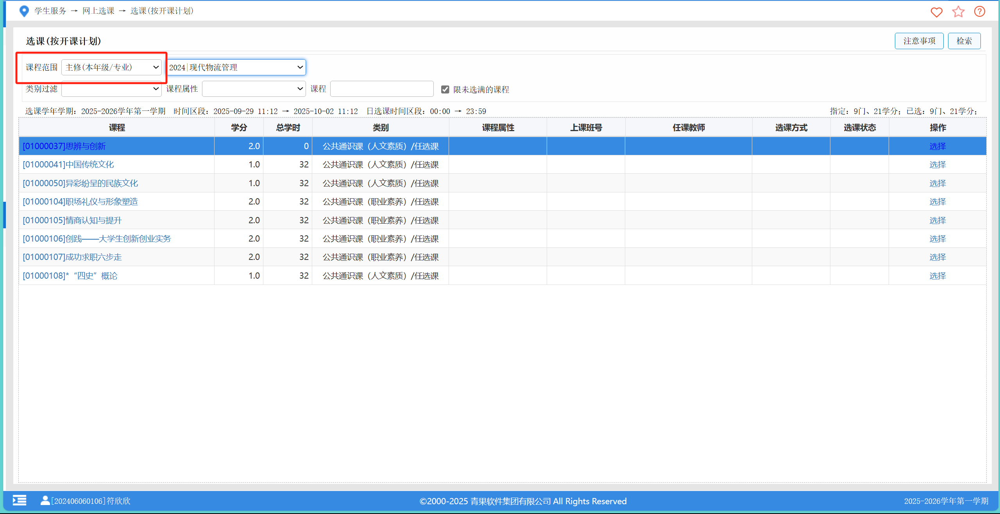 学生服务 → 网上选课 → 选课(按开课计划)
选课(按开课计划)
注意事项 检索
课程范围 主修(本年级/专业) 2024|现代物流管理
类别过滤 课程属性 课程 限未选满的课程
选课学年学期：2025-2026学年第一学期 时间区段：2025-09-29 11:12 → 2025-10-02 11:12 日选课时间区段：00:00 → 23:59 指定：9门、21学分；已选：9门、21学分；
课程 学分 总学时 类别 课程属性 上课班号 任课教师 选课方式 选课状态 操作
[01000037]思辨与创新 2.0 0 公共通识课（人文素质）/任选课 选择
[01000041]中国传统文化 1.0 32 公共通识课（人文素质）/任选课 选择
[01000050]异彩纷呈的民族文化 1.0 32 公共通识课（人文素质）/任选课 选择
[01000104]职场礼仪与形象塑造 2.0 32 公共通识课（职业素养）/任选课 选择
[01000105]情商认知与提升 2.0 32 公共通识课（职业素养）/任选课 选择
[01000106]创践——大学生创新创业实务 2.0 32 公共通识课（职业素养）/任选课 选择
[01000107]成功求职六步走 2.0 32 公共通识课（职业素养）/任选课 选择
[01000108]*“四史”概论 1.0 32 公共通识课（人文素质）/任选课 选择
[202406060106]符欣欣 ©2000-2025 青果软件集团有限公司 All Rights Reserved 2025-2026学年第一学期